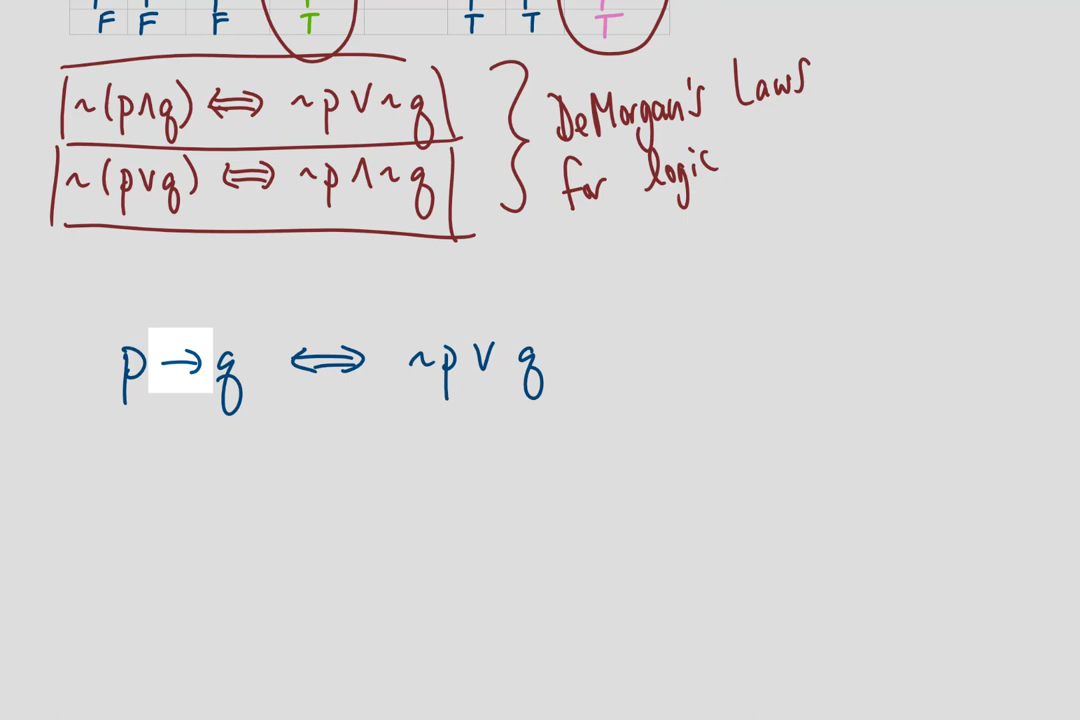 F F F T T T T
~(p∧q) ⟺ ~p ∨ ~q
~(p∨q) ⟺ ~p ∧ ~q
DeMorgan's Laws
for logic
p → q ⟺ ~p ∨ q